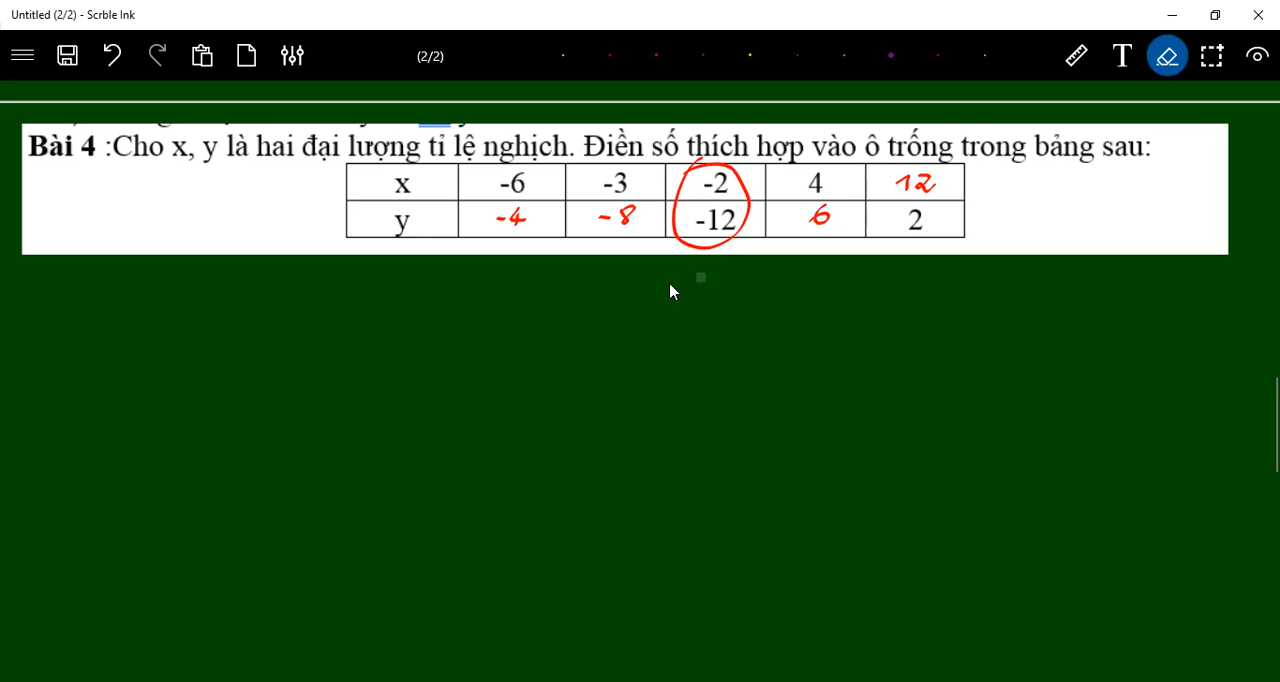 Untitled (2/2) - Scrble Ink
(2/2)
T
Bài 4 :Cho x, y là hai đại lượng tỉ lệ nghịch. Điền số thích hợp vào ô trống trong bảng sau:
x -6 -3 -2 4 12
y -4 -8 -12 6 2